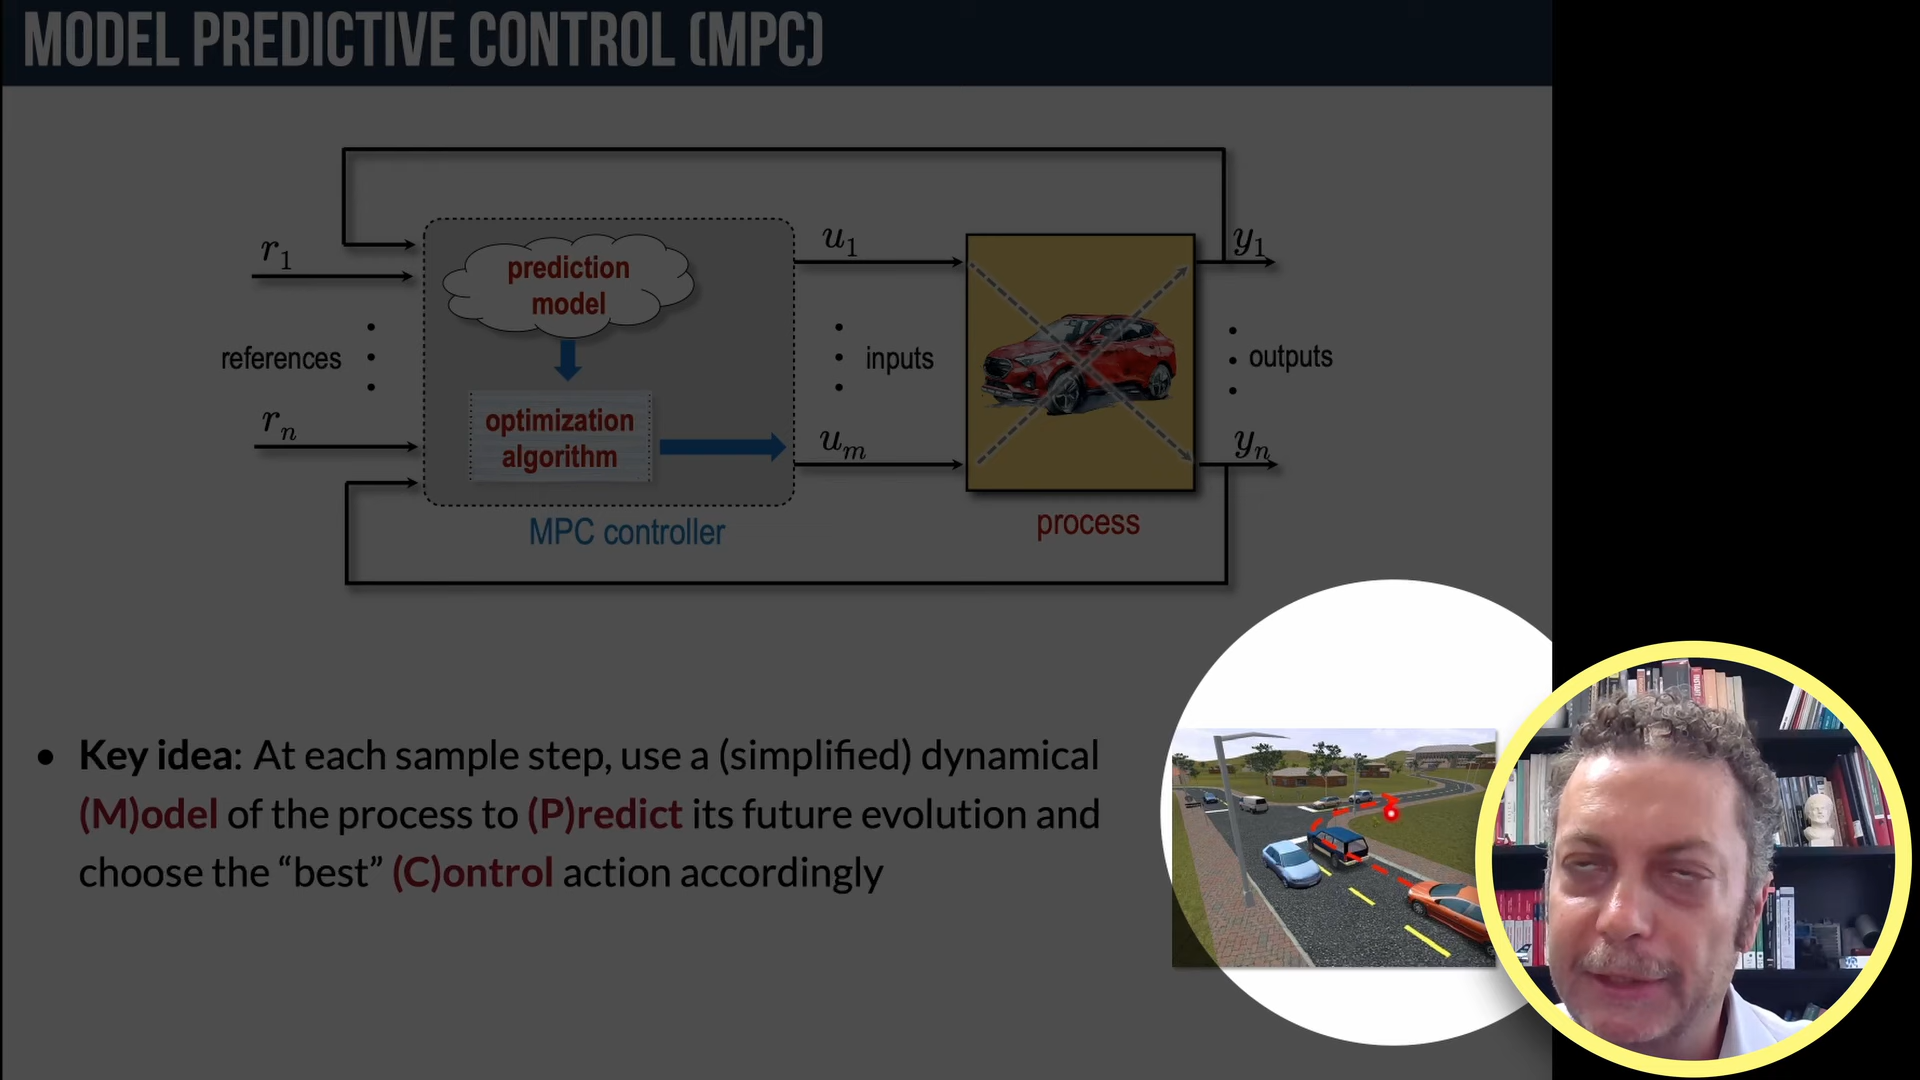 MODEL PREDICTIVE CONTROL (MPC)
r1
references
rn
prediction
model
optimization
algorithm
MPC controller
u1
inputs
um
process
y1
outputs
yn
• Key idea: At each sample step, use a (simplified) dynamical
(M)odel of the process to (P)redict its future evolution and
choose the “best” (C)ontrol action accordingly